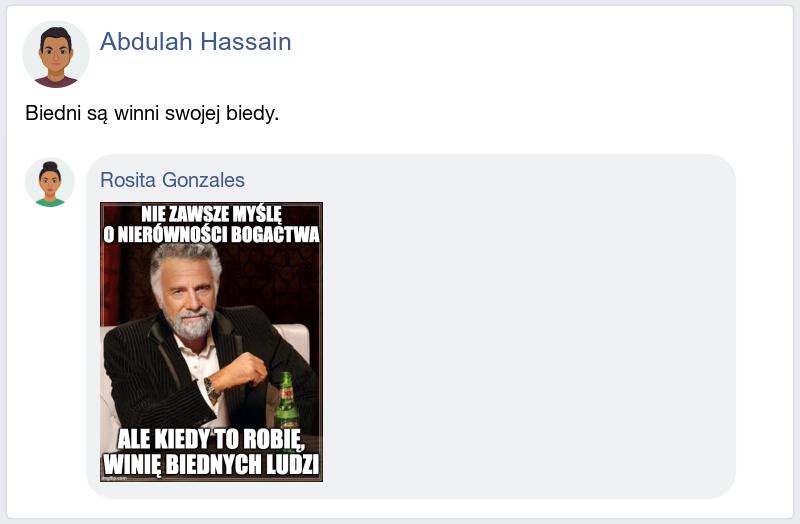 Abdulah Hassain
Biedni są winni swojej biedy.
Rosita Gonzales
NIE ZAWSZE MYŚLĘ
O NIERÓWNOŚCI BOGACTWA
ALE KIEDY TO ROBIĘ,
WINIĘ BIEDNYCH LUDZI
imgflip.com